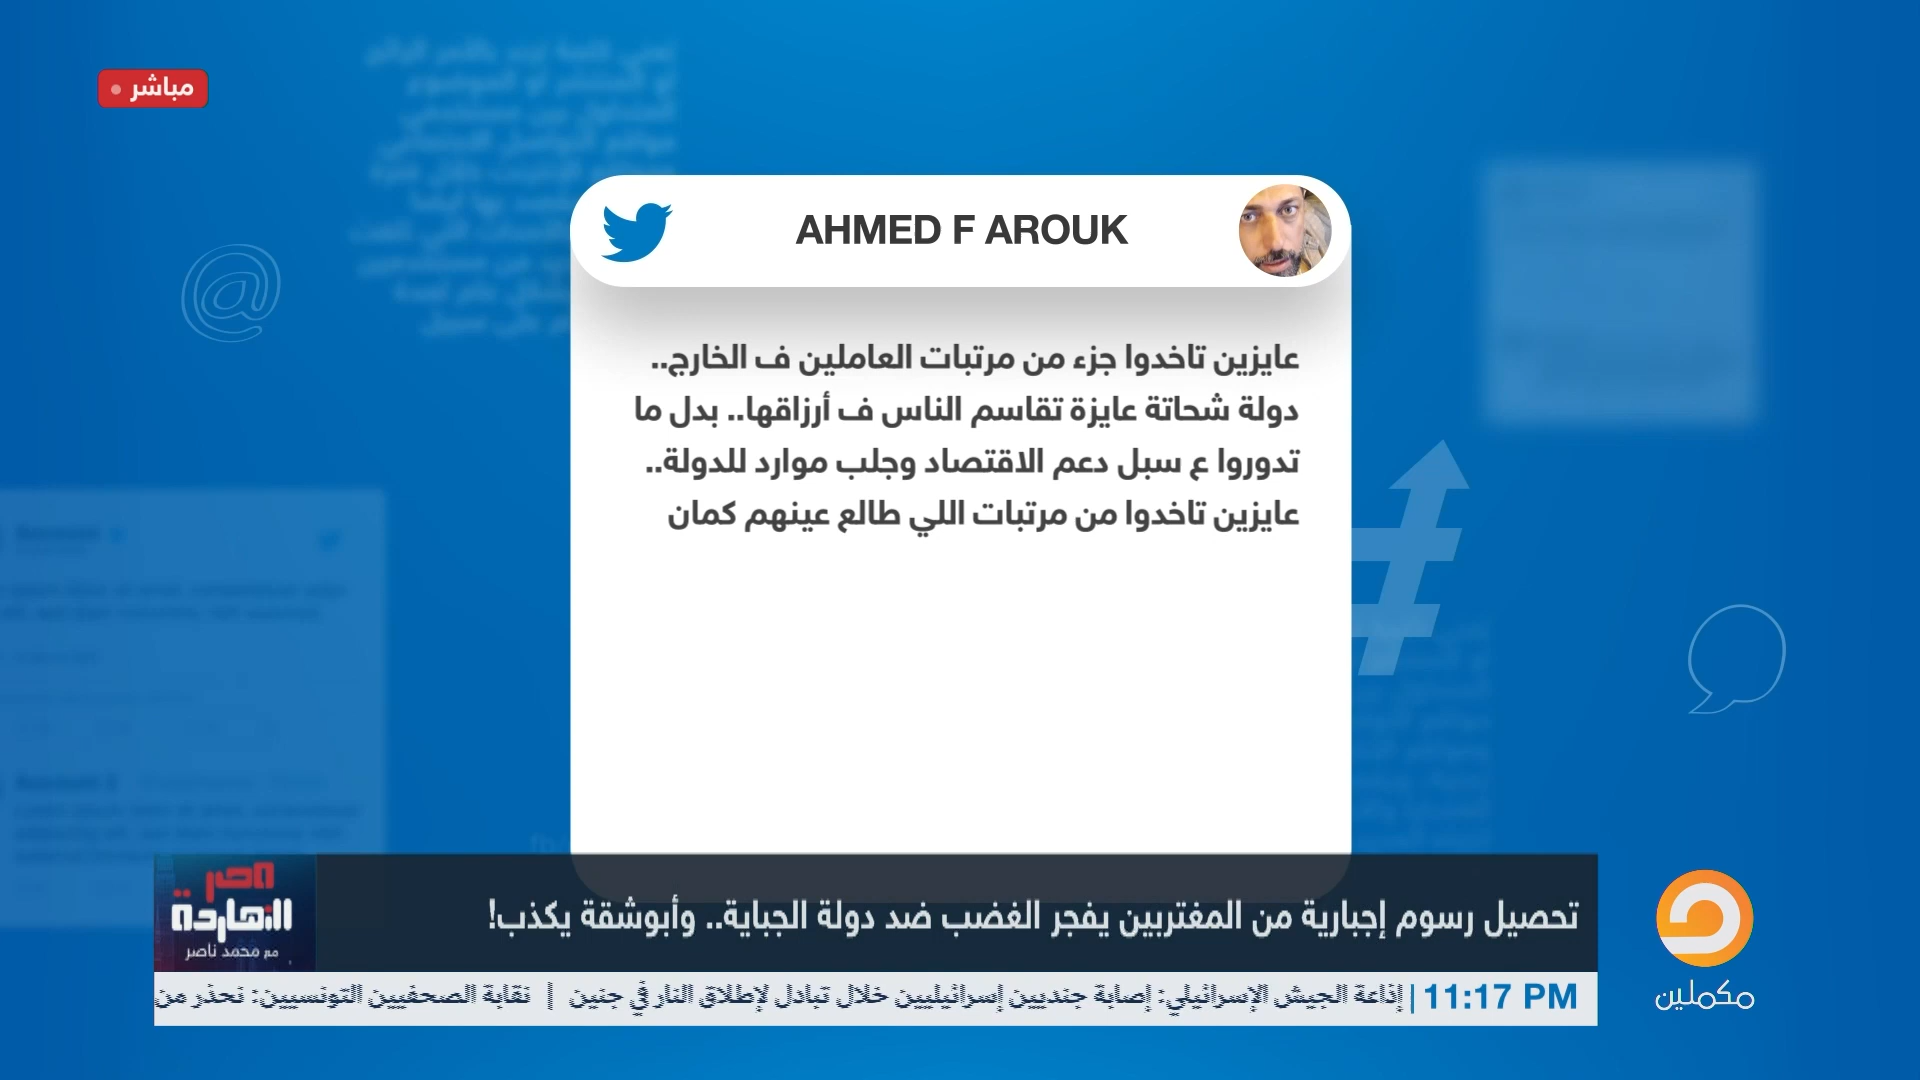 مباشر
AHMED F AROUK
عايزين تاخدوا جزء من مرتبات العاملين ف الخارج..
دولة شحاتة عايزة تقاسم الناس ف أرزاقها.. بدل ما
تدوروا ع سبل دعم الاقتصاد وجلب موارد للدولة..
عايزين تاخدوا من مرتبات اللي طالع عينهم كمان
مصر
النهاردة
مع محمد ناصر
تحصيل رسوم إجبارية من المغتربين يفجر الغضب ضد دولة الجباية.. وأبوشقة يكذب!
11:17 PM | إذاعة الجيش الإسرائيلي: إصابة جنديين إسرائيليين خلال تبادل لإطلاق النار في جنين | نقابة الصحفيين التونسيين: نحذر من
مكملين